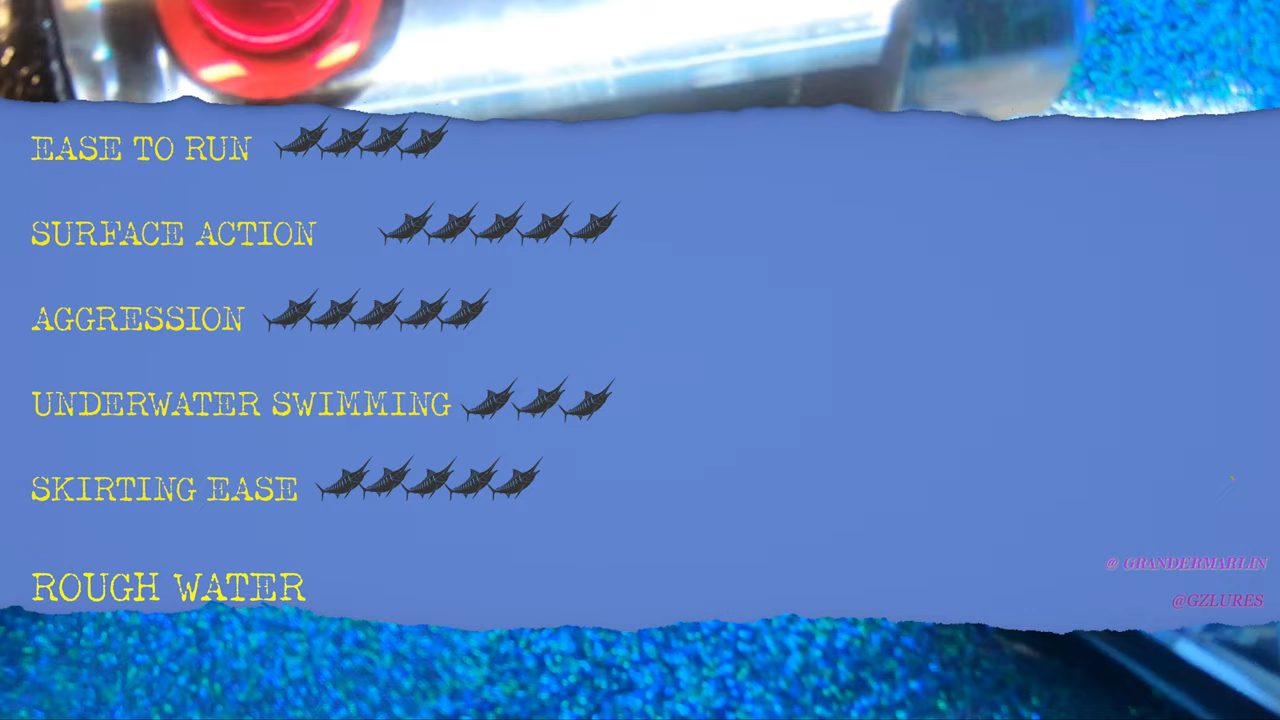 EASE TO RUN
SURFACE ACTION
AGGRESSION
UNDERWATER SWIMMING
SKIRTING EASE
ROUGH WATER
@ GRANDERMARLIN
@GZLURES